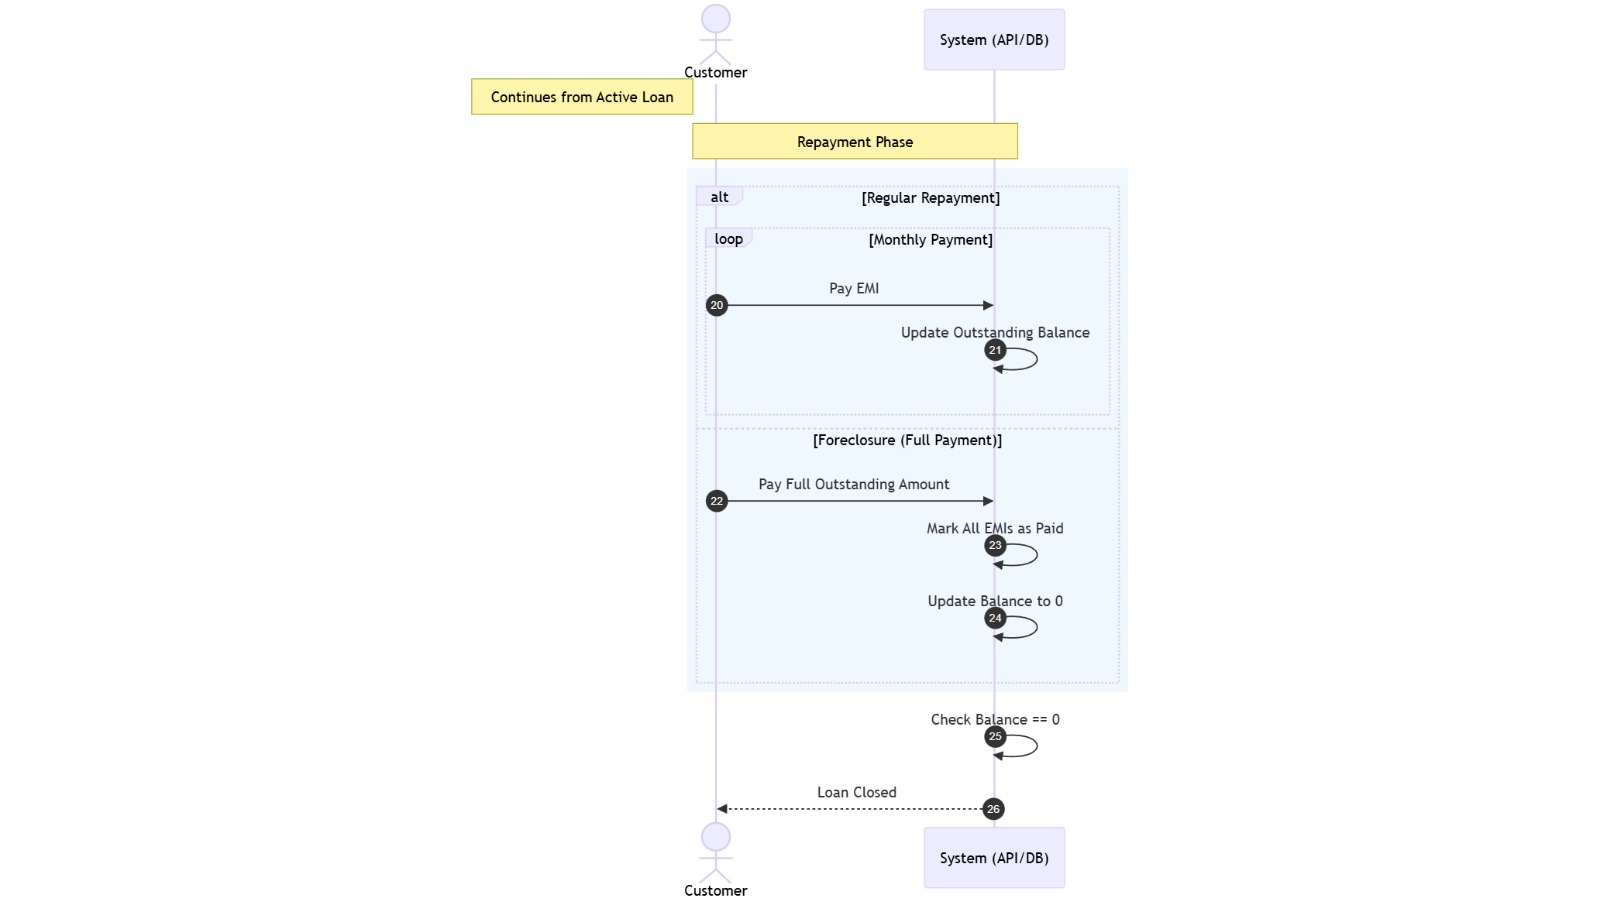 Customer
System (API/DB)
Continues from Active Loan
Repayment Phase
alt
[Regular Repayment]
loop
[Monthly Payment]
Pay EMI
20
Update Outstanding Balance
21
[Foreclosure (Full Payment)]
Pay Full Outstanding Amount
22
Mark All EMIs as Paid
23
Update Balance to 0
24
Check Balance == 0
25
Loan Closed
26
Customer
System (API/DB)